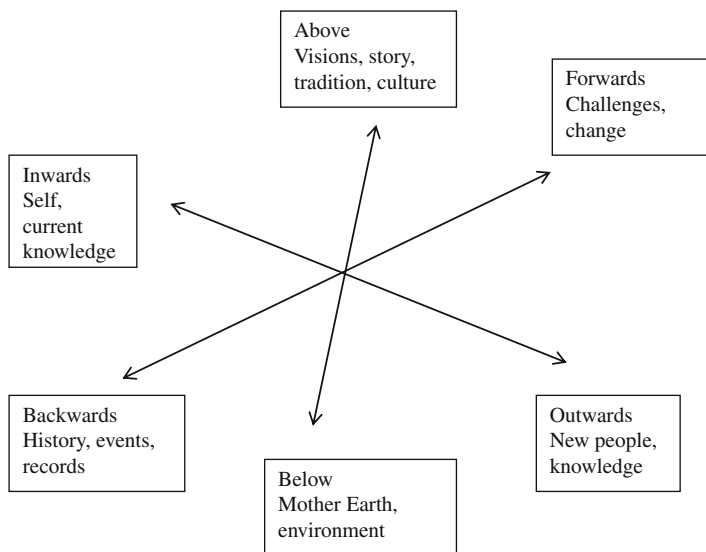 Above
Visions, story,
tradition, culture
Forwards
Challenges,
change
Inwards
Self,
current
knowledge
Backwards
History, events,
records
Below
Mother Earth,
environment
Outwards
New people,
knowledge